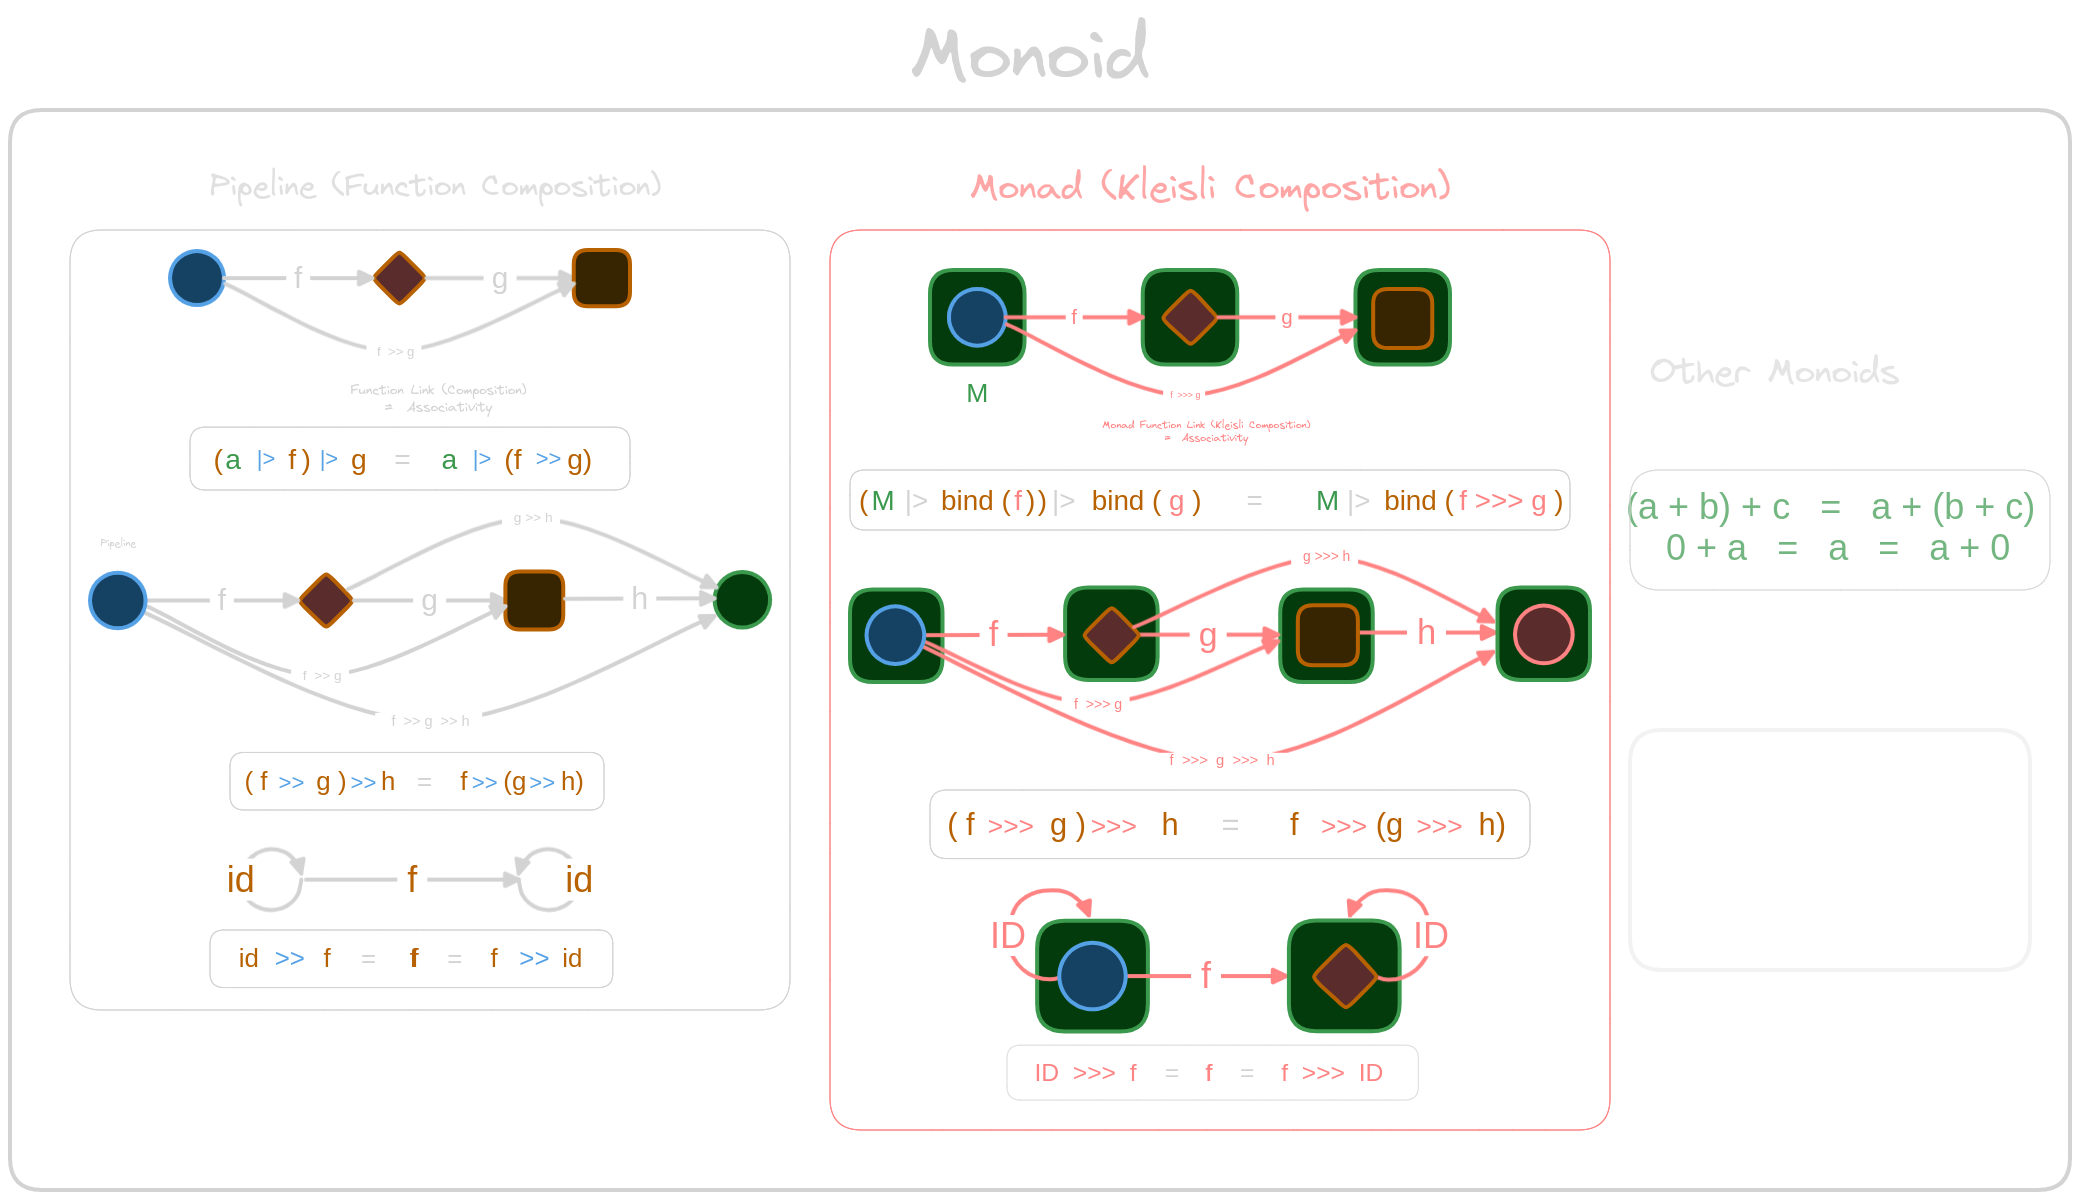 Monoid
Pipeline (Function Composition)
f
g
f >> g
Function Link (Composition)
= Associativity
(a |> f) |> g = a |> (f >> g)
g >> h
Pipeline
f
g
h
f >> g
f >> g >> h
( f >> g ) >> h = f >> (g >> h)
id
f
id
id >> f = f = f >> id
Monad (Kleisli Composition)
f
g
M
f >>> g
Monad Function Link (Kleisli Composition)
= Associativity
(M |> bind (f)) |> bind ( g ) = M |> bind ( f >>> g )
g >>> h
f
g
h
f >>> g
f >>> g >>> h
( f >>> g ) >>> h = f >>> (g >>> h)
ID
ID
f
ID >>> f = f = f >>> ID
Other Monoids
(a + b) + c = a + (b + c)
0 + a = a = a + 0